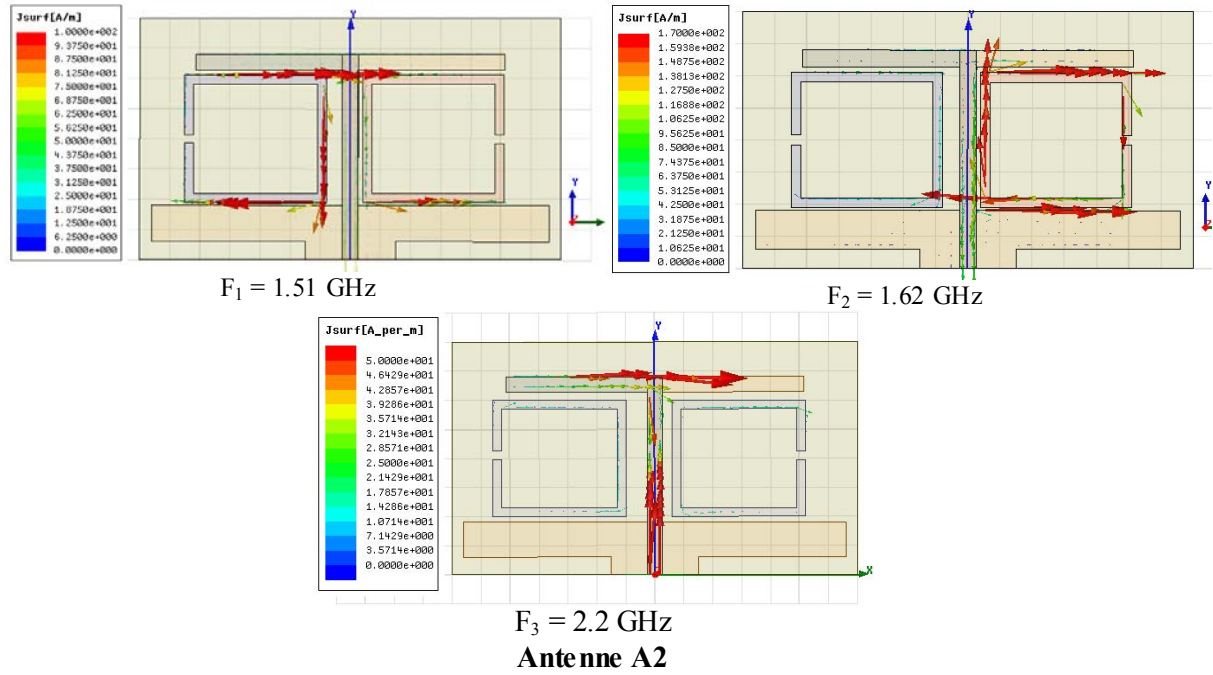 Jsurf[A/m]
1.0000e+002
9.3750e+001
8.7500e+001
8.1250e+001
7.5000e+001
6.8750e+001
6.2500e+001
5.6250e+001
5.0000e+001
4.3750e+001
3.7500e+001
3.1250e+001
2.5000e+001
1.8750e+001
1.2500e+001
6.2500e+000
0.0000e+000
Y
Y
F1 = 1.51 GHz
Jsurf[A/m]
1.7000e+002
1.5938e+002
1.4875e+002
1.3813e+002
1.2750e+002
1.1688e+002
1.0625e+002
9.5625e+001
8.5000e+001
7.4375e+001
6.3750e+001
5.3125e+001
4.2500e+001
3.1875e+001
2.1250e+001
1.0625e+001
0.0000e+000
Y
Y
F2 = 1.62 GHz
Jsurf[A_per_m]
5.0000e+001
4.6429e+001
4.2857e+001
3.9286e+001
3.5714e+001
3.2143e+001
2.8571e+001
2.5000e+001
2.1429e+001
1.7857e+001
1.4286e+001
1.0714e+001
7.1429e+000
3.5714e+000
0.0000e+000
Y
X
F3 = 2.2 GHz
Antenne A2